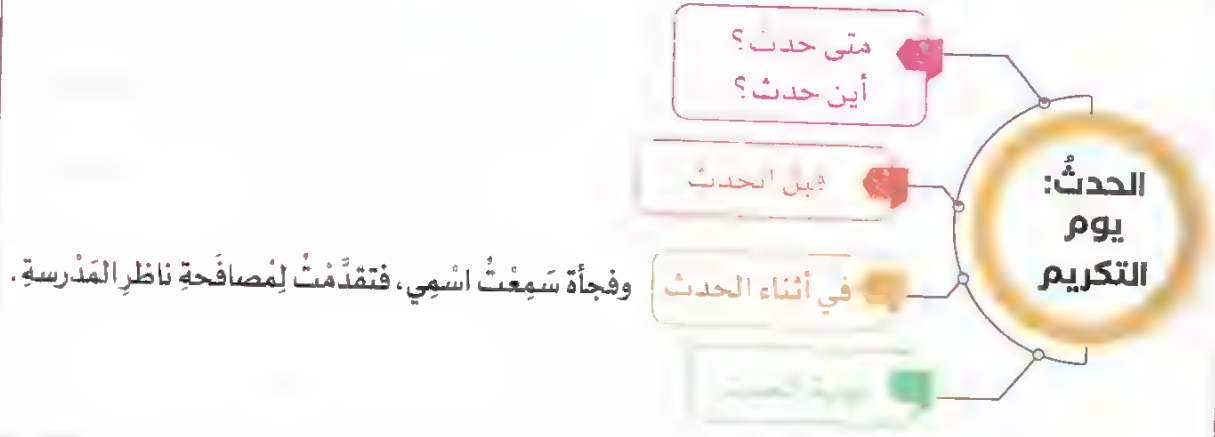 متى حدث؟
أين حدث؟
قبل الحدث
الحدثُ:
يوم
التكريم
في أثناء الحدث
وفجأة سَمِعْتُ اسْمِي، فتقدَّمْتُ لِمُصافَحةِ ناظرِ المَدْرسةِ.